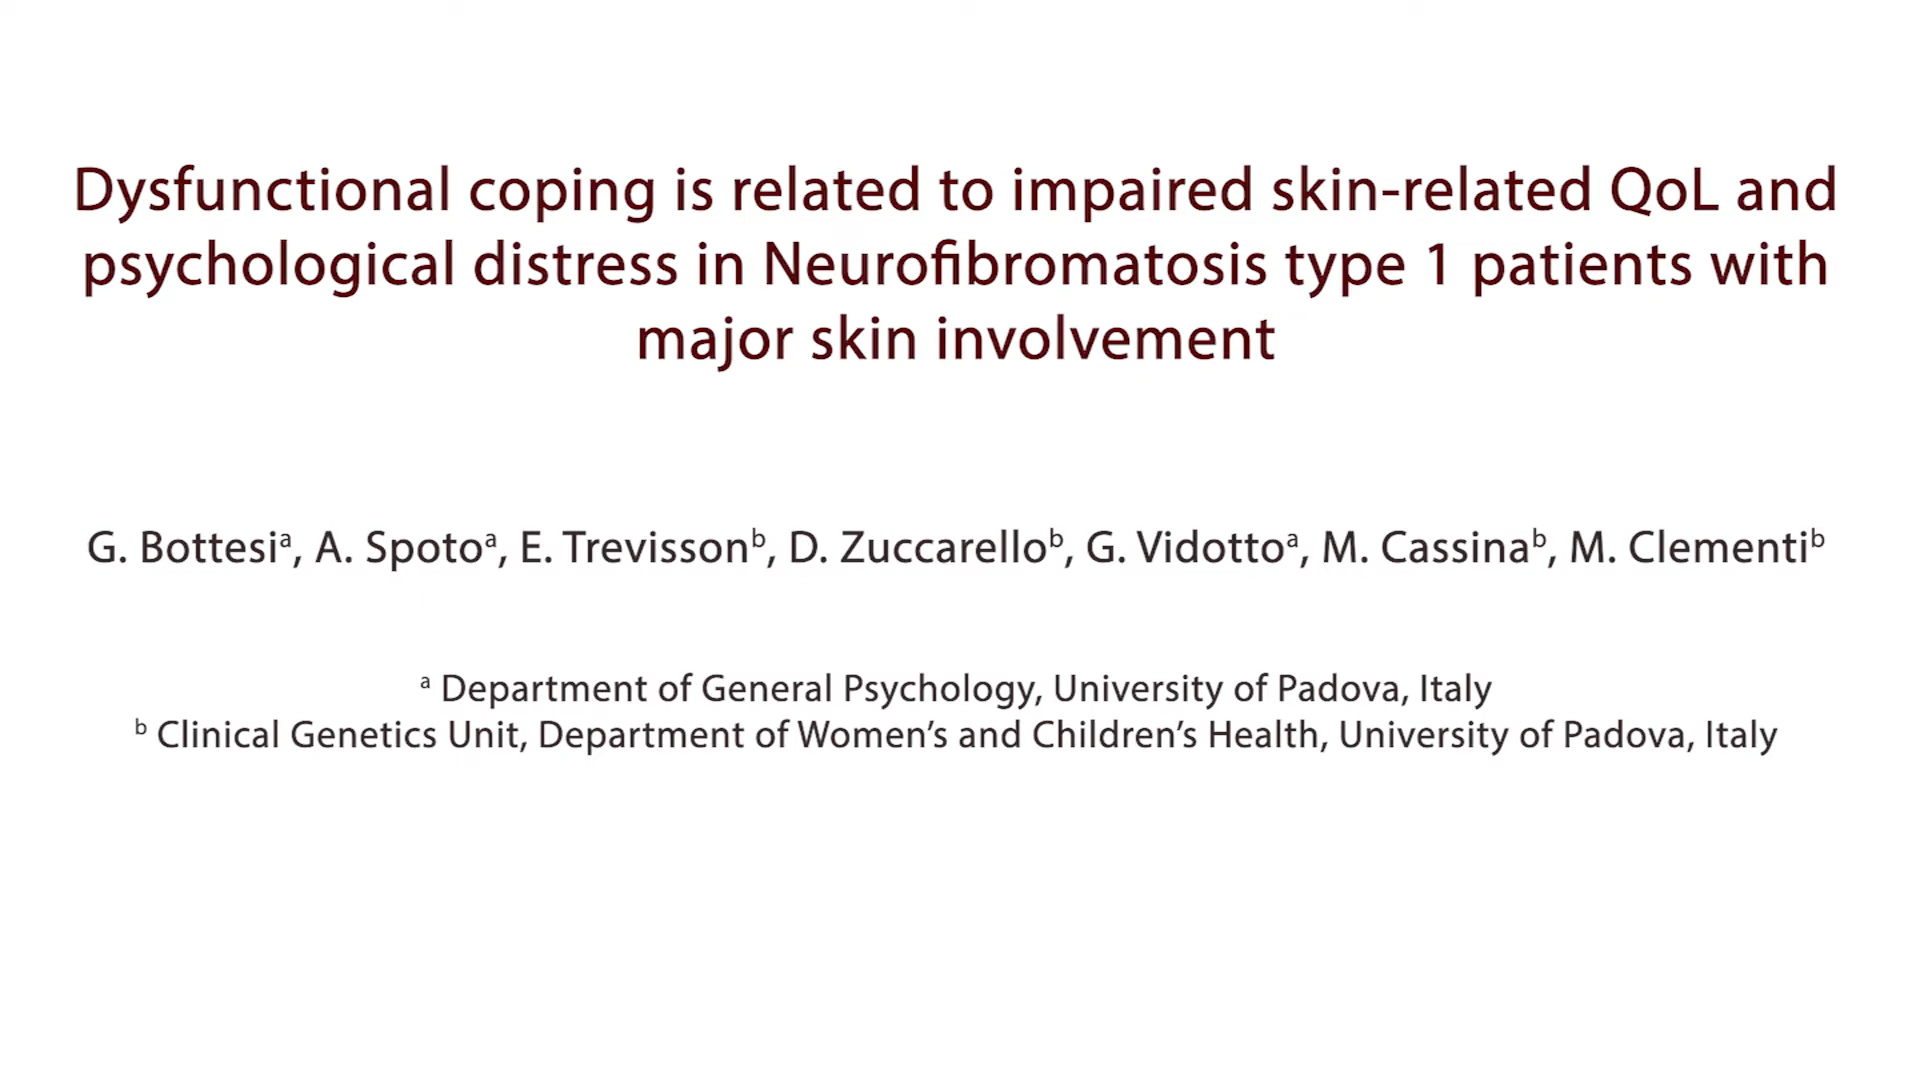 Dysfunctional coping is related to impaired skin-related QoL and
psychological distress in Neurofibromatosis type 1 patients with
major skin involvement
G. Bottesiᵃ, A. Spotoᵃ, E. Trevissonᵇ, D. Zuccarelloᵇ, G. Vidottoᵃ, M. Cassinaᵇ, M. Clementiᵇ
ᵃ Department of General Psychology, University of Padova, Italy
ᵇ Clinical Genetics Unit, Department of Women’s and Children’s Health, University of Padova, Italy